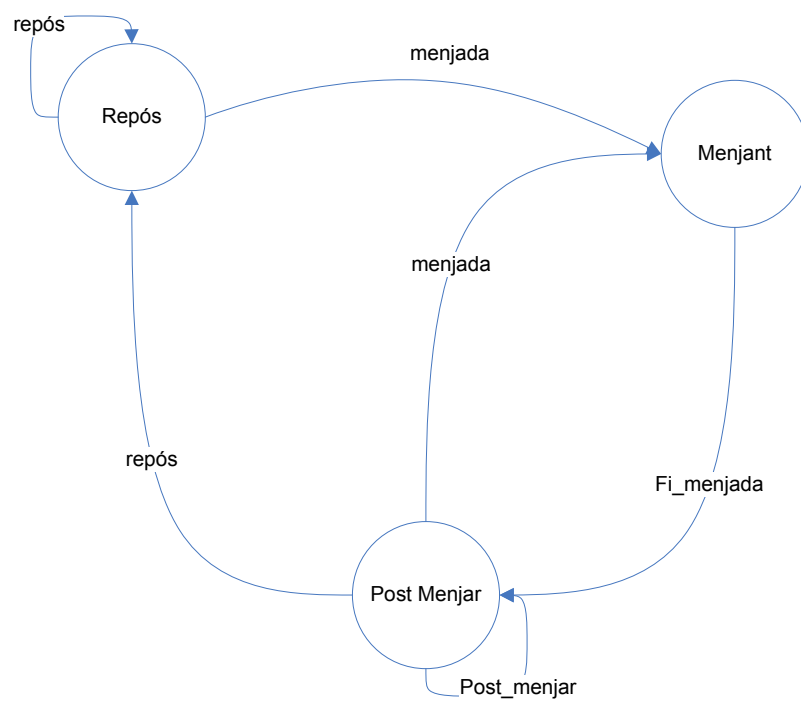 repós
menjada
Repós
Menjant
menjada
repós
Fi_menjada
Post Menjar
Post_menjar